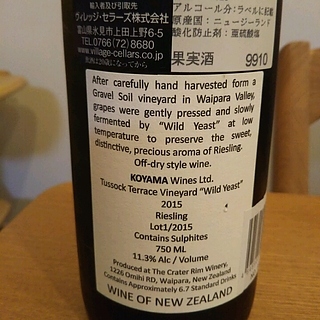 輸入者及び引取先
ヴィレッジ・セラーズ株式会社
富山県氷見市上田上野6-5
TEL 0766(72)8680
www.village-cellars.co.jp
アルコール分:ラベルに記載
原産国:ニュージーランド
酸化防止剤:亜硫酸塩
果実酒 9910
After carefully hand harvested form a
Gravel Soil vineyard in Waipara Valley,
grapes were gently pressed and slowly
fermented by “Wild Yeast” at low
temperature to preserve the sweet,
distinctive, precious aroma of Riesling.
Off-dry style wine.
KOYAMA Wines Ltd.
Tussock Terrace Vineyard “Wild Yeast”
2015
Riesling
Lot1/2015
Contains Sulphites
750 ML
11.3% Alc / Volume
Produced at The Crater Rim Winery,
1226 Omihi RD, Waipara, New Zealand
Contains Approximately 6.7 Standard Drinks
WINE OF NEW ZEALAND